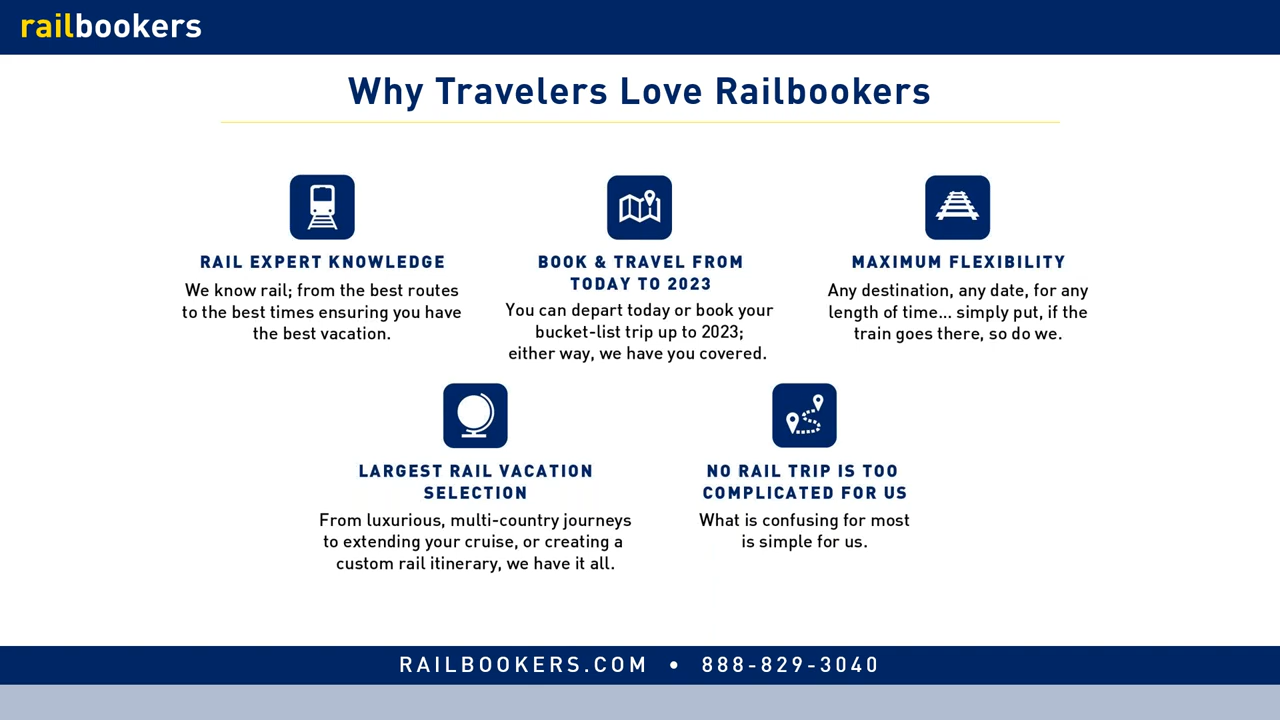 railbookers
Why Travelers Love Railbookers
RAIL EXPERT KNOWLEDGE
We know rail; from the best routes
to the best times ensuring you have
the best vacation.
BOOK & TRAVEL FROM
TODAY TO 2023
You can depart today or book your
bucket-list trip up to 2023;
either way, we have you covered.
MAXIMUM FLEXIBILITY
Any destination, any date, for any
length of time... simply put, if the
train goes there, so do we.
LARGEST RAIL VACATION
SELECTION
From luxurious, multi-country journeys
to extending your cruise, or creating a
custom rail itinerary, we have it all.
NO RAIL TRIP IS TOO
COMPLICATED FOR US
What is confusing for most
is simple for us.
RAILBOOKERS.COM • 888-829-3040